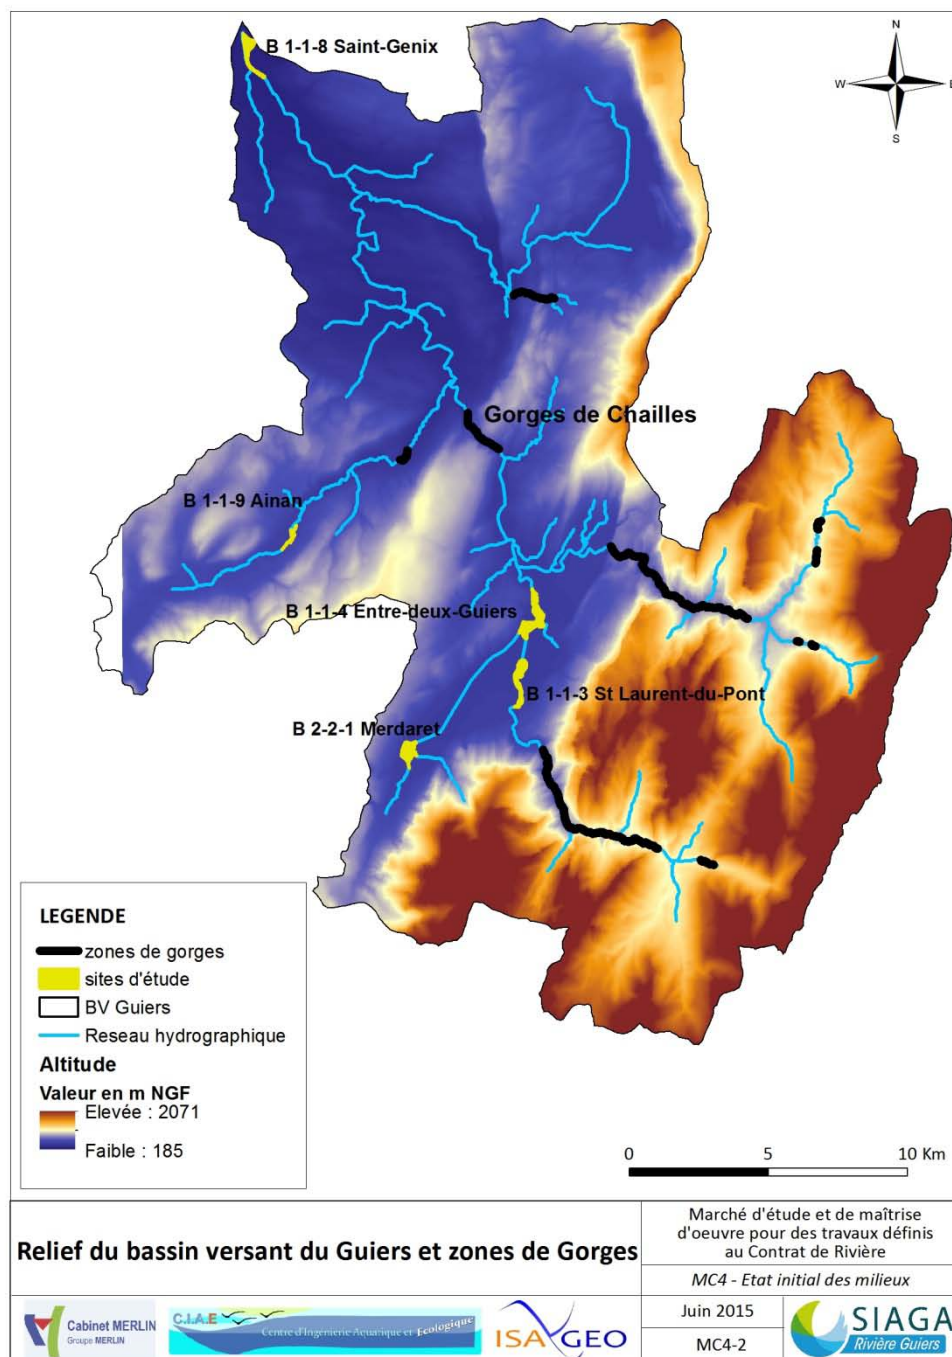 B 1-1-8 Saint-Genix
N
W
E
S
Gorges de Chailles
B 1-1-9 Ainan
B 1-1-4 Entre-deux-Guiers
B 1-1-3 St Laurent-du-Pont
B 2-2-1 Merdaret
LEGENDE
zones de gorges
sites d'étude
BV Guiers
Reseau hydrographique
Altitude
Valeur en m NGF
Elevée : 2071
Faible : 185
0 5 10 Km
Relief du bassin versant du Guiers et zones de Gorges
Marché d'étude et de maîtrise
d'oeuvre pour des travaux définis
au Contrat de Rivière
MC4 - Etat initial des milieux
Juin 2015
MC4-2
Cabinet MERLIN
Groupe MERLIN
C.I.A.E
Centre d'Ingenierie Aquatique et Ecologique
ISA GEO
SIAGA
Rivière Guiers